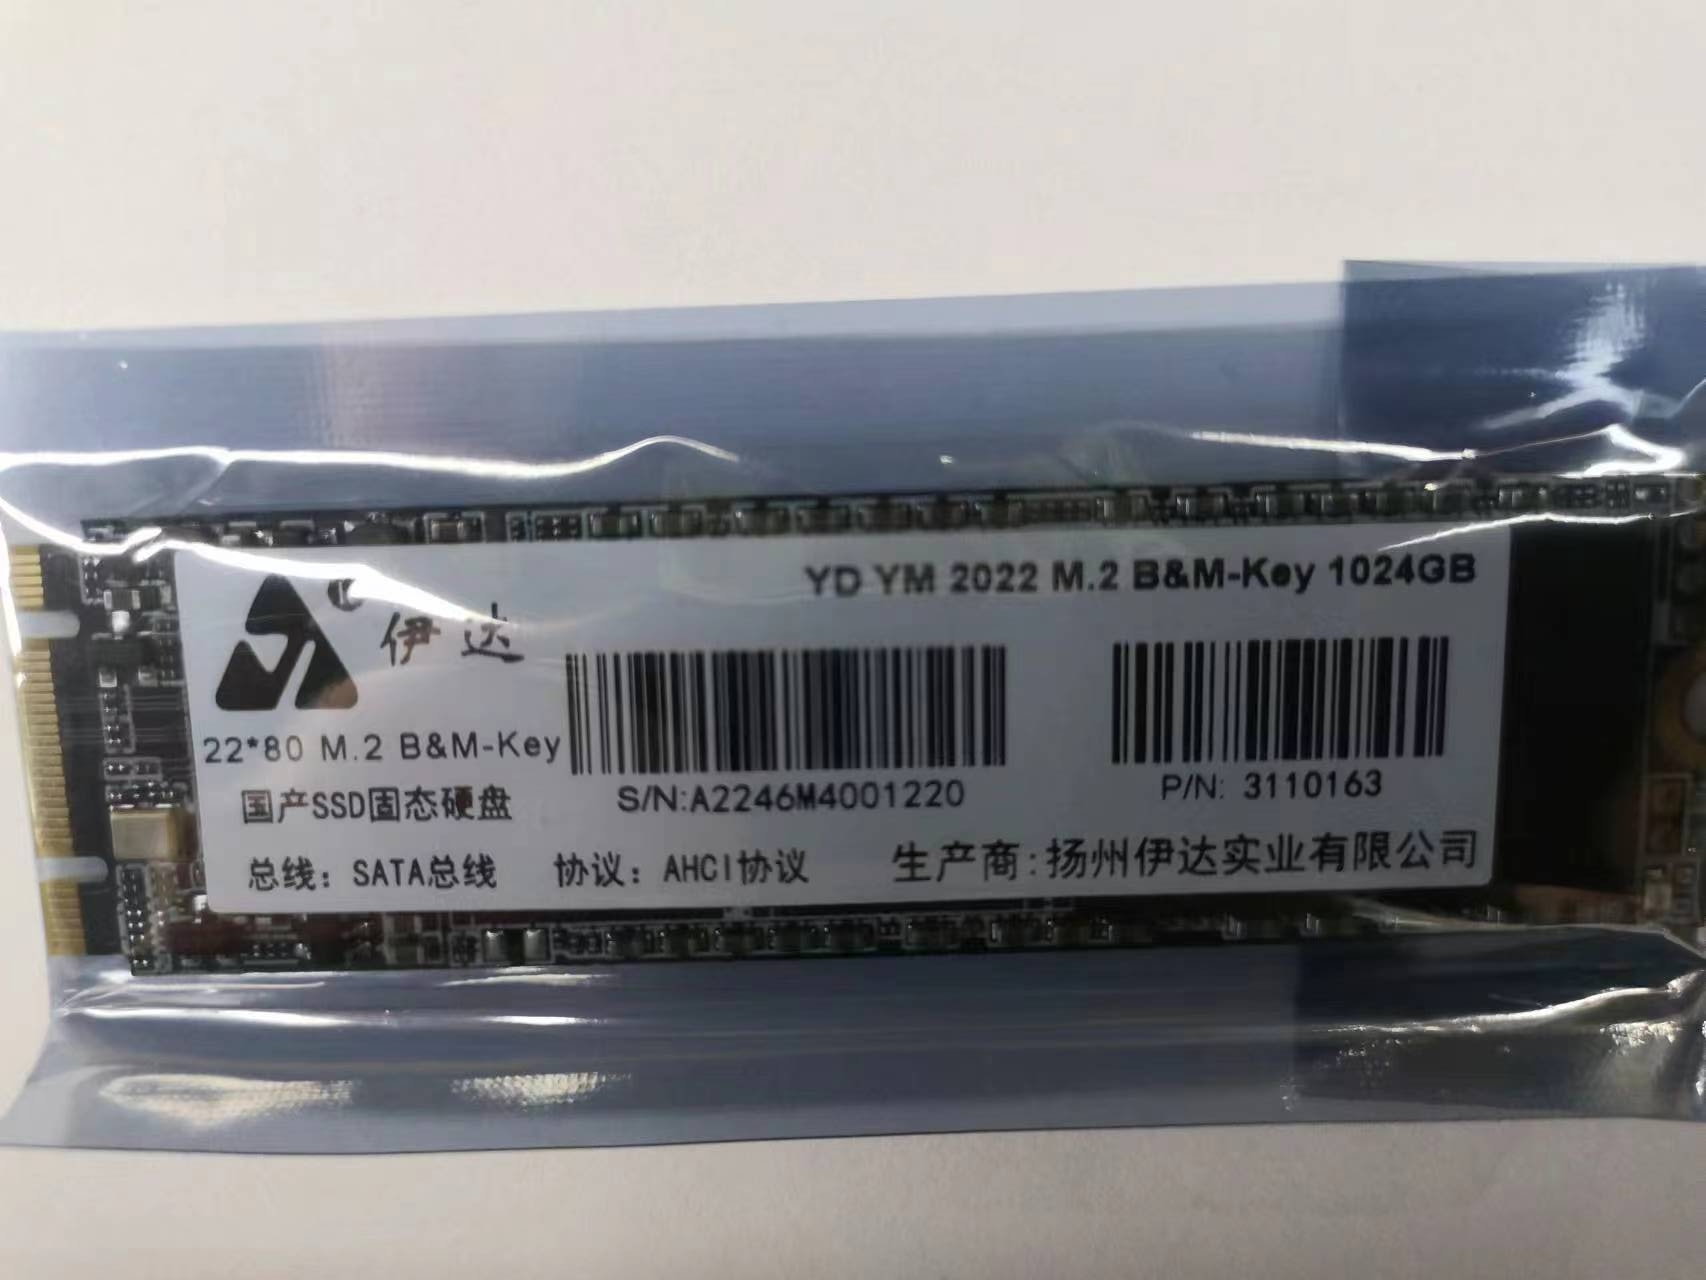 YD YM 2022 M.2 B&M-Key 1024GB
伊达
22*80 M.2 B&M-Key
国产SSD固态硬盘
S/N:A2246M4001220
P/N: 3110163
总线：SATA总线 协议：AHCI协议 生产商:扬州伊达实业有限公司